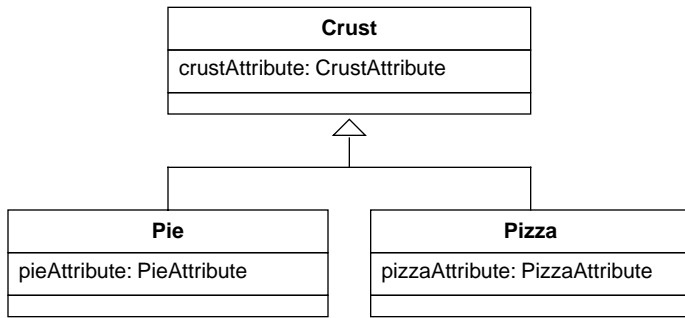 Crust
crustAttribute: CrustAttribute
Pie
pieAttribute: PieAttribute
Pizza
pizzaAttribute: PizzaAttribute